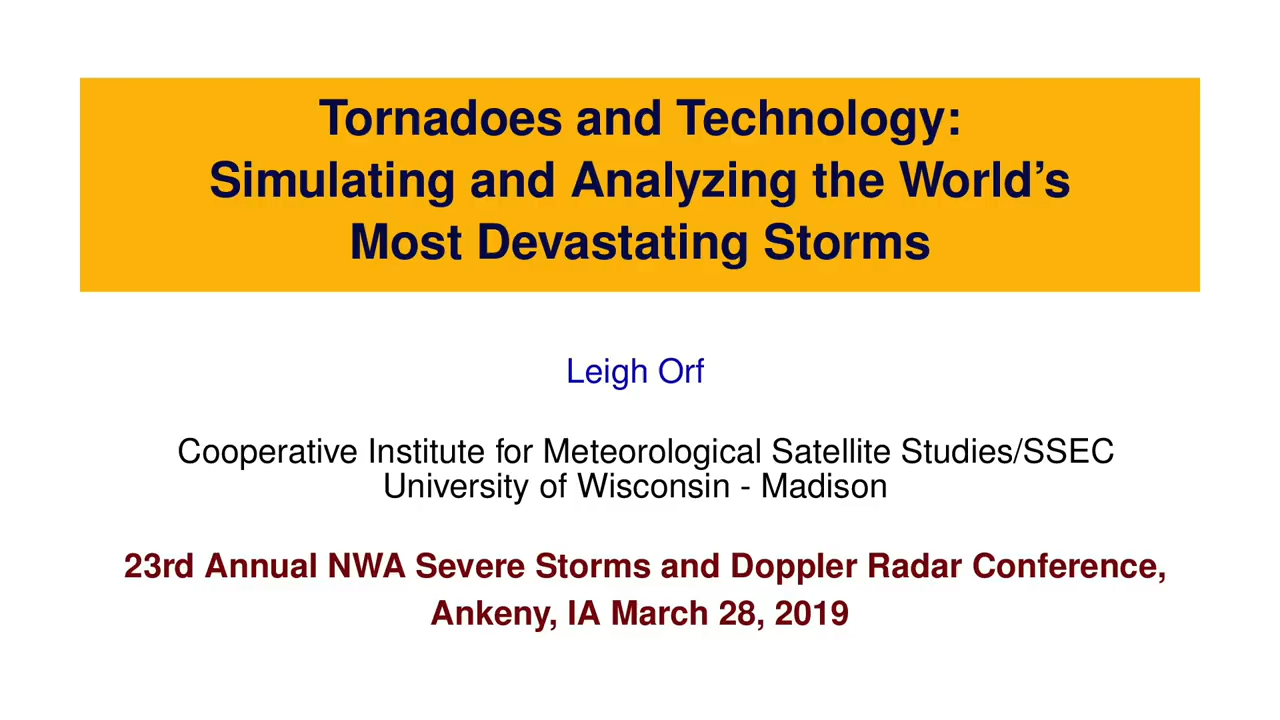 Tornadoes and Technology:
Simulating and Analyzing the World’s
Most Devastating Storms
Leigh Orf
Cooperative Institute for Meteorological Satellite Studies/SSEC
University of Wisconsin - Madison
23rd Annual NWA Severe Storms and Doppler Radar Conference,
Ankeny, IA March 28, 2019